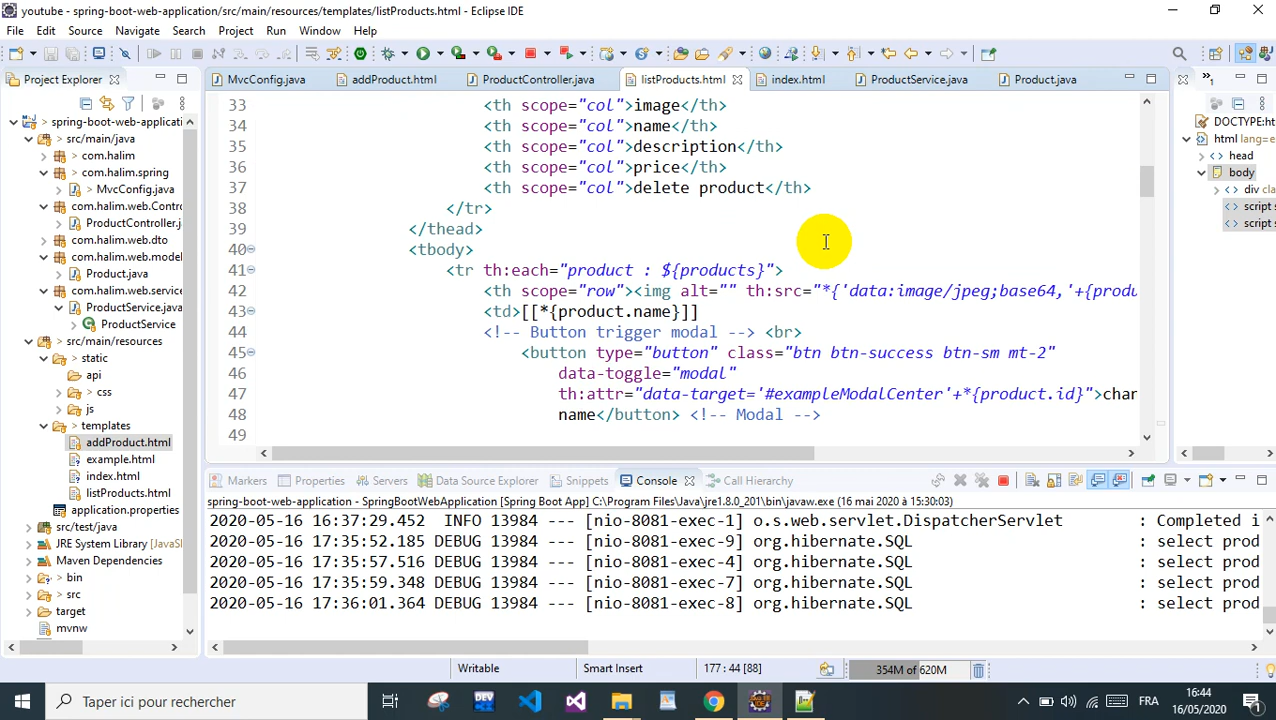 youtube - spring-boot-web-application/src/main/resources/templates/listProducts.html - Eclipse IDE
File Edit Source Navigate Search Project Run Window Help
Project Explorer
MvcConfig.java addProduct.html ProductController.java listProducts.html index.html ProductService.java Product.java
spring-boot-web-applicati
src/main/java
com.halim
com.halim.spring
MvcConfig.java
com.halim.web.Contr
ProductController.j
com.halim.web.dto
com.halim.web.model
Product.java
com.halim.web.servic
ProductService.java
ProductService
src/main/resources
static
api
css
js
templates
addProduct.html
example.html
index.html
listProducts.html
application.properties
src/test/java
JRE System Library [JavaS
Maven Dependencies
bin
src
target
mvnw
33 <th scope="col">image</th>
34 <th scope="col">name</th>
35 <th scope="col">description</th>
36 <th scope="col">price</th>
37 <th scope="col">delete product</th>
38 </tr>
39 </thead>
40 <tbody>
41 <tr th:each="product : ${products}">
42 <th scope="row"><img alt="" th:src="*{'data:image/jpeg;base64,'+{produ
43 <td>[[*{product.name}]]
44 <!-- Button trigger modal --> <br>
45 <button type="button" class="btn btn-success btn-sm mt-2"
46 data-toggle="modal"
47 th:attr="data-target='#exampleModalCenter'+*{product.id}">chan
48 name</button> <!-- Modal -->
49
DOCTYPE:ht
html lang=e
head
body
div
script s
script s
Markers Properties Servers Data Source Explorer Snippets Console Call Hierarchy
spring-boot-web-application - SpringBootWebApplication [Spring Boot App] C:\Program Files\Java\jre1.8.0_201\bin\javaw.exe (16 mai 2020 à 15:30:03)
2020-05-16 16:37:29.452 INFO 13984 --- [nio-8081-exec-1] o.s.web.servlet.DispatcherServlet : Completed i
2020-05-16 17:35:52.185 DEBUG 13984 --- [nio-8081-exec-9] org.hibernate.SQL : select prod
2020-05-16 17:35:57.516 DEBUG 13984 --- [nio-8081-exec-4] org.hibernate.SQL : select prod
2020-05-16 17:35:59.348 DEBUG 13984 --- [nio-8081-exec-7] org.hibernate.SQL : select prod
2020-05-16 17:36:01.364 DEBUG 13984 --- [nio-8081-exec-8] org.hibernate.SQL : select prod
Writable Smart Insert 177 : 44 [88] 354M of 620M
Taper ici pour rechercher
FRA
16:44
16/05/2020